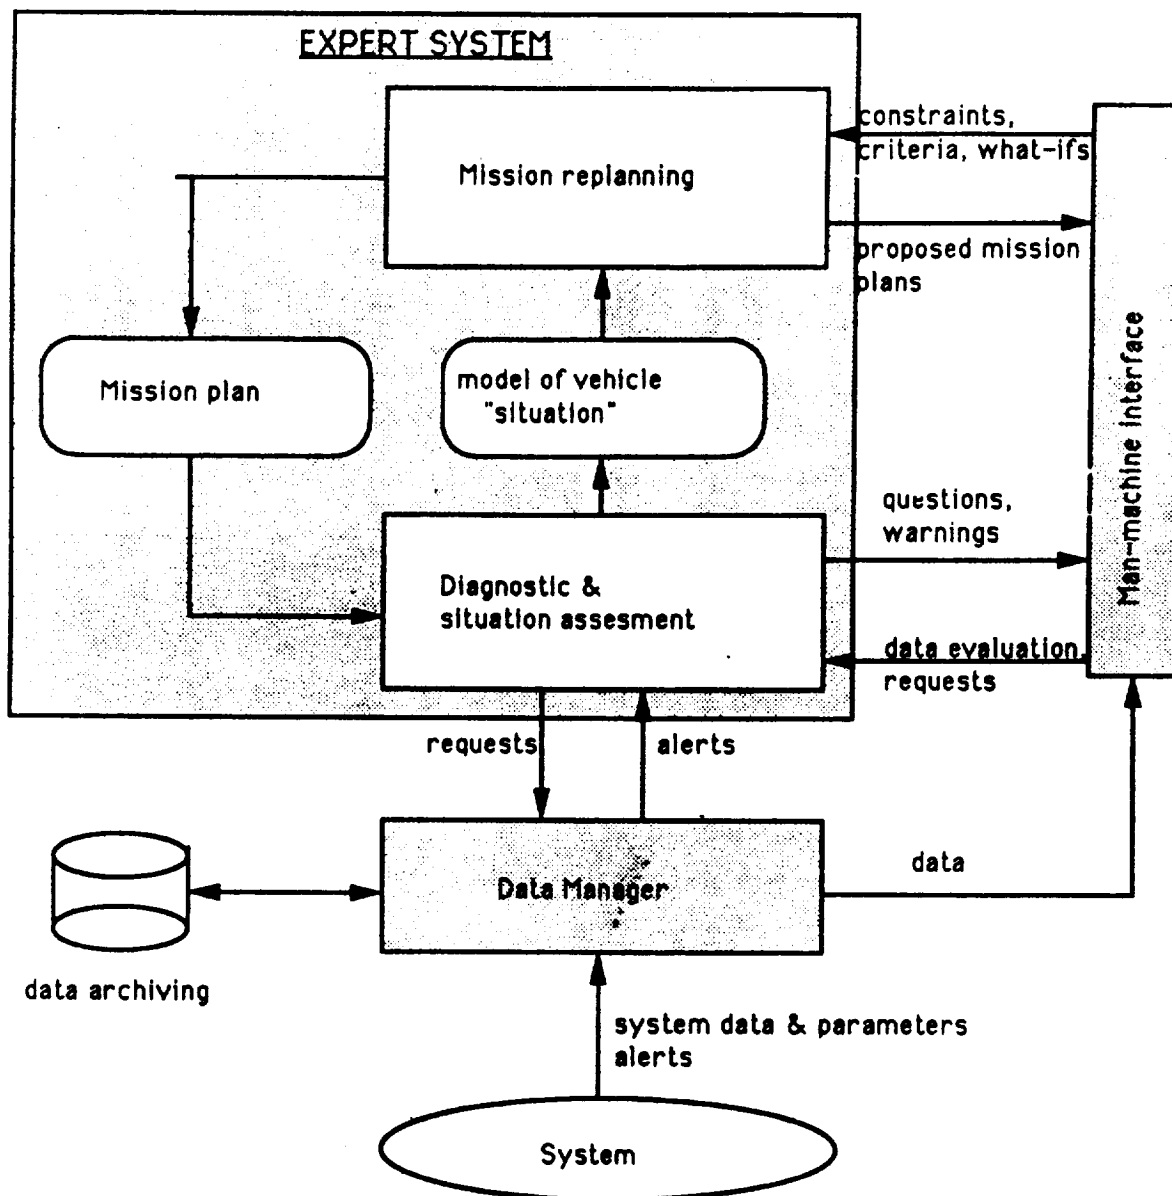 EXPERT SYSTEM
constraints,
criteria, what-ifs
Mission replanning
proposed mission
plans
Mission plan
model of vehicle
"situation"
Man-machine interface
questions,
warnings
Diagnostic &
situation assesment
data evaluation,
requests
requests
alerts
Data Manager
data
data archiving
system data & parameters
alerts
System